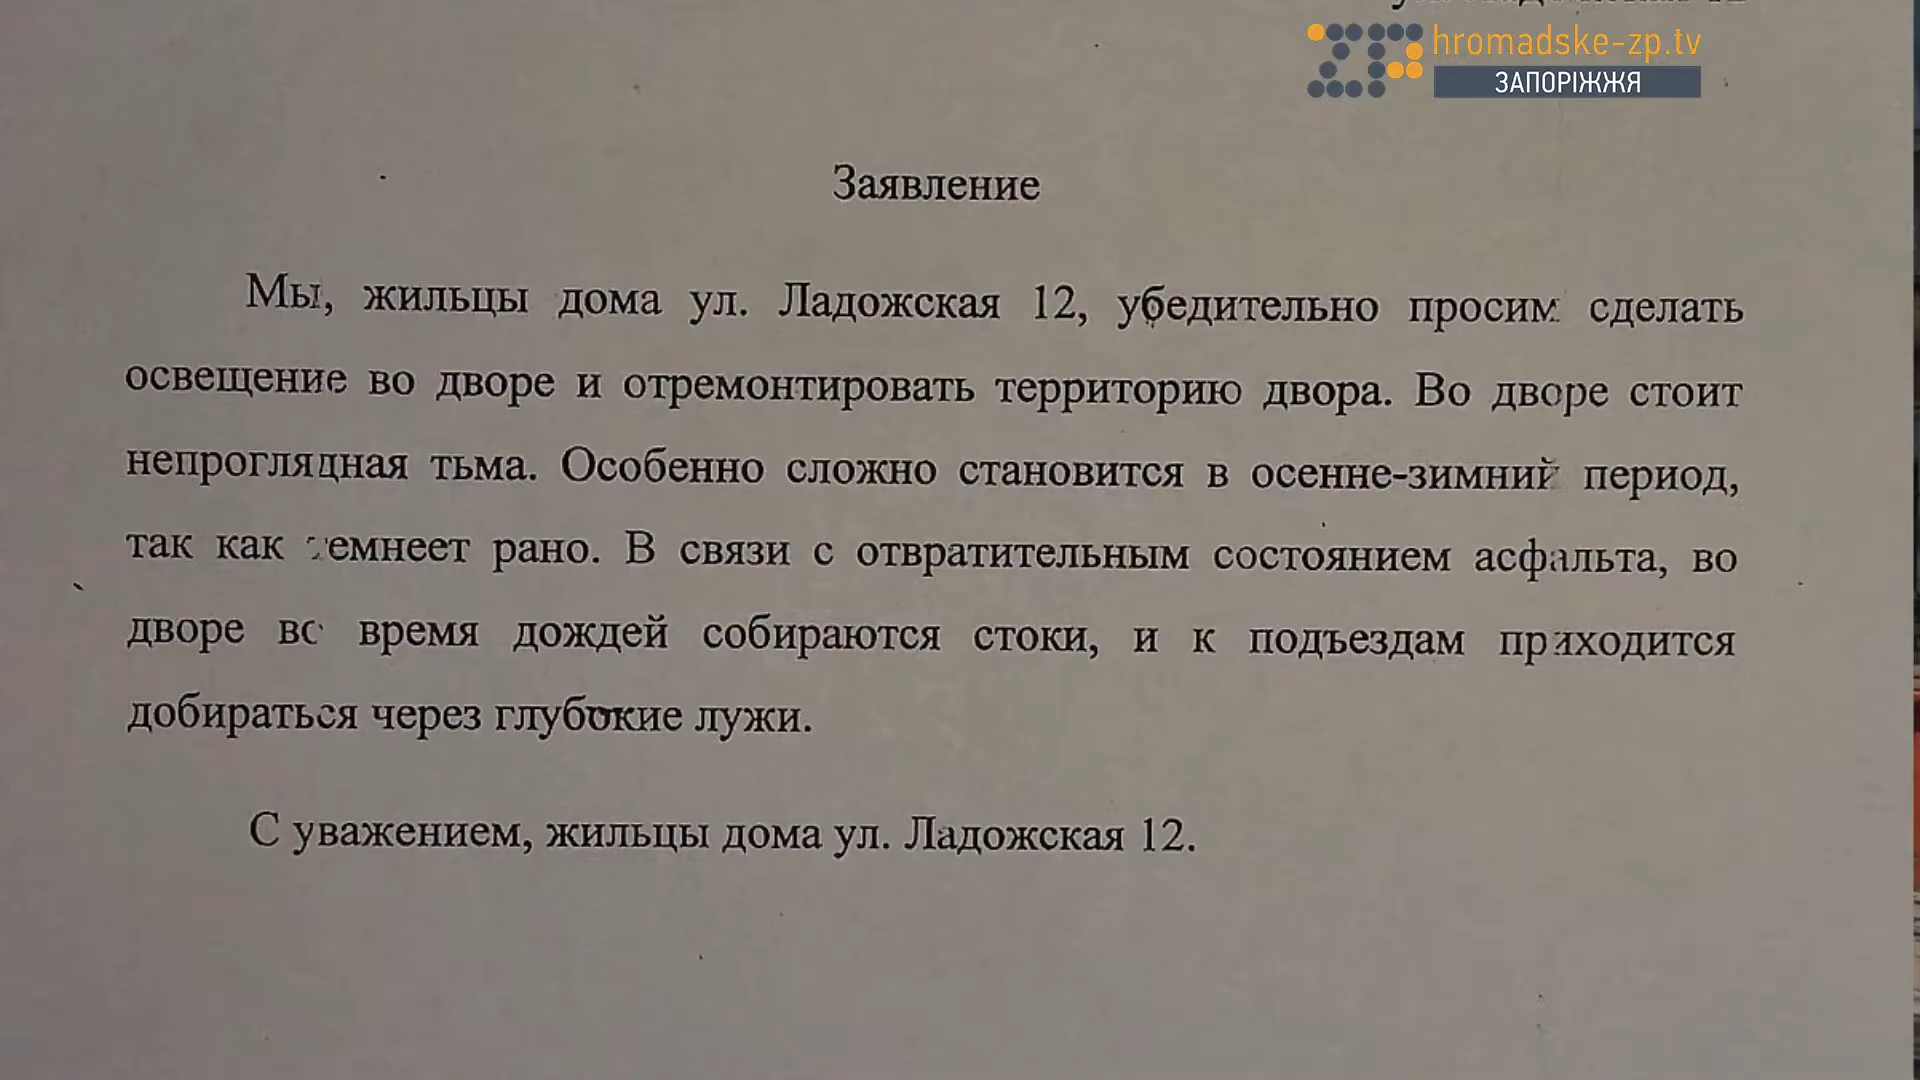 hromadske-zp.tv
ЗАПОРІЖЖЯ
Заявление
Мы, жильцы дома ул. Ладожская 12, убедительно просим сделать
освещение во дворе и отремонтировать территорию двора. Во дворе стоит
непроглядная тьма. Особенно сложно становится в осенне-зимний период,
так как темнеет рано. В связи с отвратительным состоянием асфальта, во
дворе во время дождей собираются стоки, и к подъездам приходится
добираться через глубокие лужи.
С уважением, жильцы дома ул. Ладожская 12.